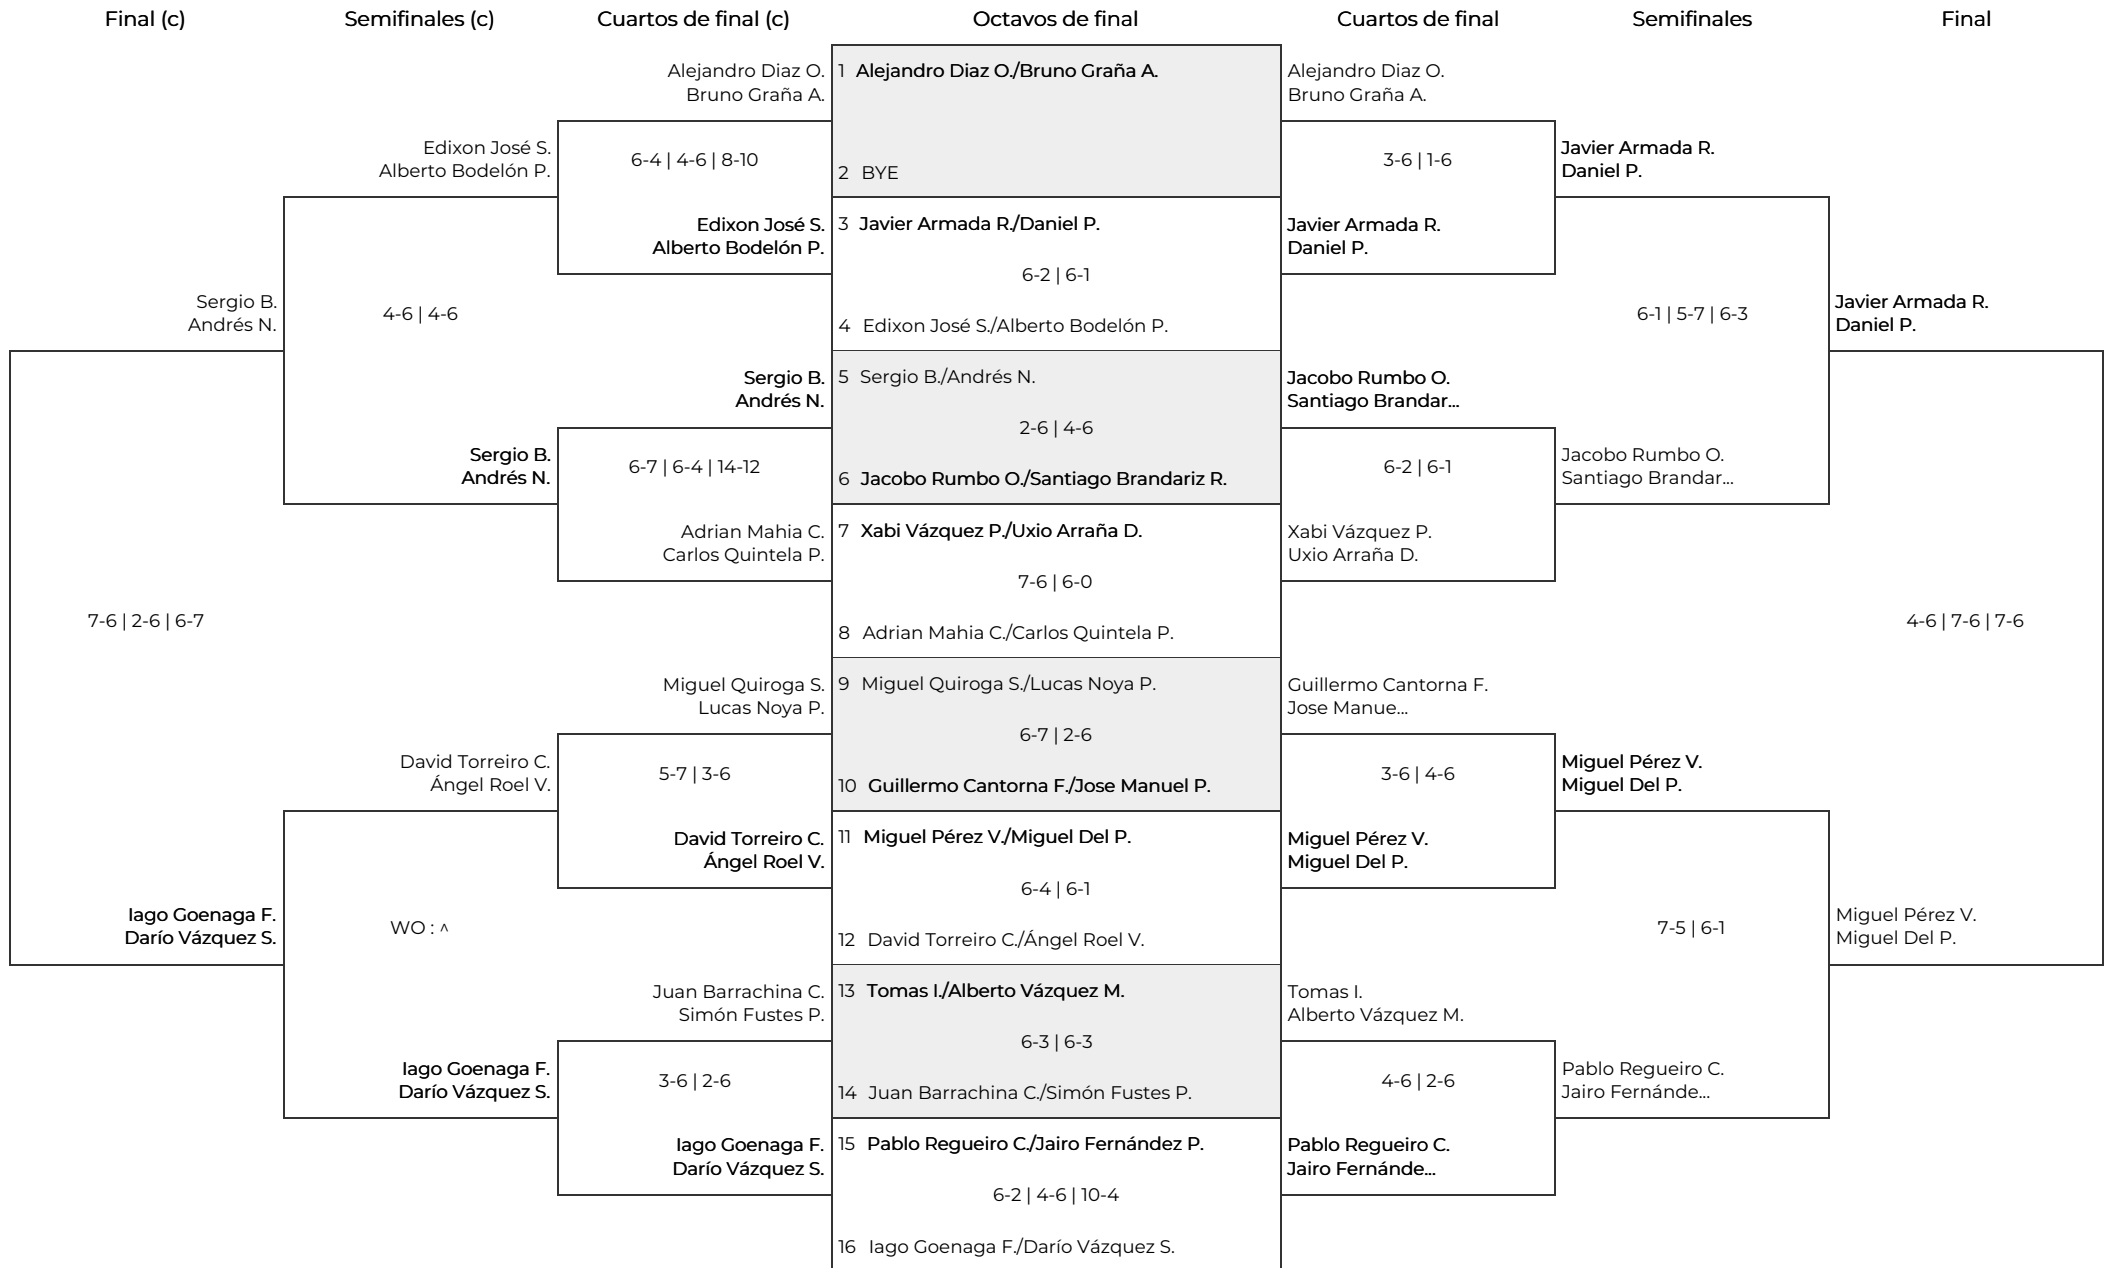 Final (c)
Semifinales (c)
Cuartos de final (c)
Octavos de final
Cuartos de final
Semifinales
Final
Sergio B.
Andrés N.
7-6 | 2-6 | 6-7
Iago Goenaga F.
Darío Vázquez S.
Edixon José S.
Alberto Bodelón P.
4-6 | 4-6
Sergio B.
Andrés N.
David Torreiro C.
Ángel Roel V.
WO : ^
Iago Goenaga F.
Darío Vázquez S.
Alejandro Diaz O.
Bruno Graña A.
6-4 | 4-6 | 8-10
Edixon José S.
Alberto Bodelón P.
Sergio B.
Andrés N.
6-7 | 6-4 | 14-12
Adrian Mahia C.
Carlos Quintela P.
Miguel Quiroga S.
Lucas Noya P.
5-7 | 3-6
David Torreiro C.
Ángel Roel V.
Juan Barrachina C.
Simón Fustes P.
3-6 | 2-6
Iago Goenaga F.
Darío Vázquez S.
1 Alejandro Diaz O./Bruno Graña A.
2 BYE
3 Javier Armada R./Daniel P.
6-2 | 6-1
4 Edixon José S./Alberto Bodelón P.
5 Sergio B./Andrés N.
2-6 | 4-6
6 Jacobo Rumbo O./Santiago Brandariz R.
7 Xabi Vázquez P./Uxio Arraña D.
7-6 | 6-0
8 Adrian Mahia C./Carlos Quintela P.
9 Miguel Quiroga S./Lucas Noya P.
6-7 | 2-6
10 Guillermo Cantorna F./Jose Manuel P.
11 Miguel Pérez V./Miguel Del P.
6-4 | 6-1
12 David Torreiro C./Ángel Roel V.
13 Tomas I./Alberto Vázquez M.
6-3 | 6-3
14 Juan Barrachina C./Simón Fustes P.
15 Pablo Regueiro C./Jairo Fernández P.
6-2 | 4-6 | 10-4
16 Iago Goenaga F./Darío Vázquez S.
Alejandro Diaz O.
Bruno Graña A.
3-6 | 1-6
Javier Armada R.
Daniel P.
Jacobo Rumbo O.
Santiago Brandar...
6-2 | 6-1
Xabi Vázquez P.
Uxio Arraña D.
Guillermo Cantorna F.
Jose Manue...
3-6 | 4-6
Miguel Pérez V.
Miguel Del P.
Tomas I.
Alberto Vázquez M.
4-6 | 2-6
Pablo Regueiro C.
Jairo Fernánde...
Javier Armada R.
Daniel P.
6-1 | 5-7 | 6-3
Jacobo Rumbo O.
Santiago Brandar...
Miguel Pérez V.
Miguel Del P.
7-5 | 6-1
Pablo Regueiro C.
Jairo Fernánde...
Javier Armada R.
Daniel P.
4-6 | 7-6 | 7-6
Miguel Pérez V.
Miguel Del P.